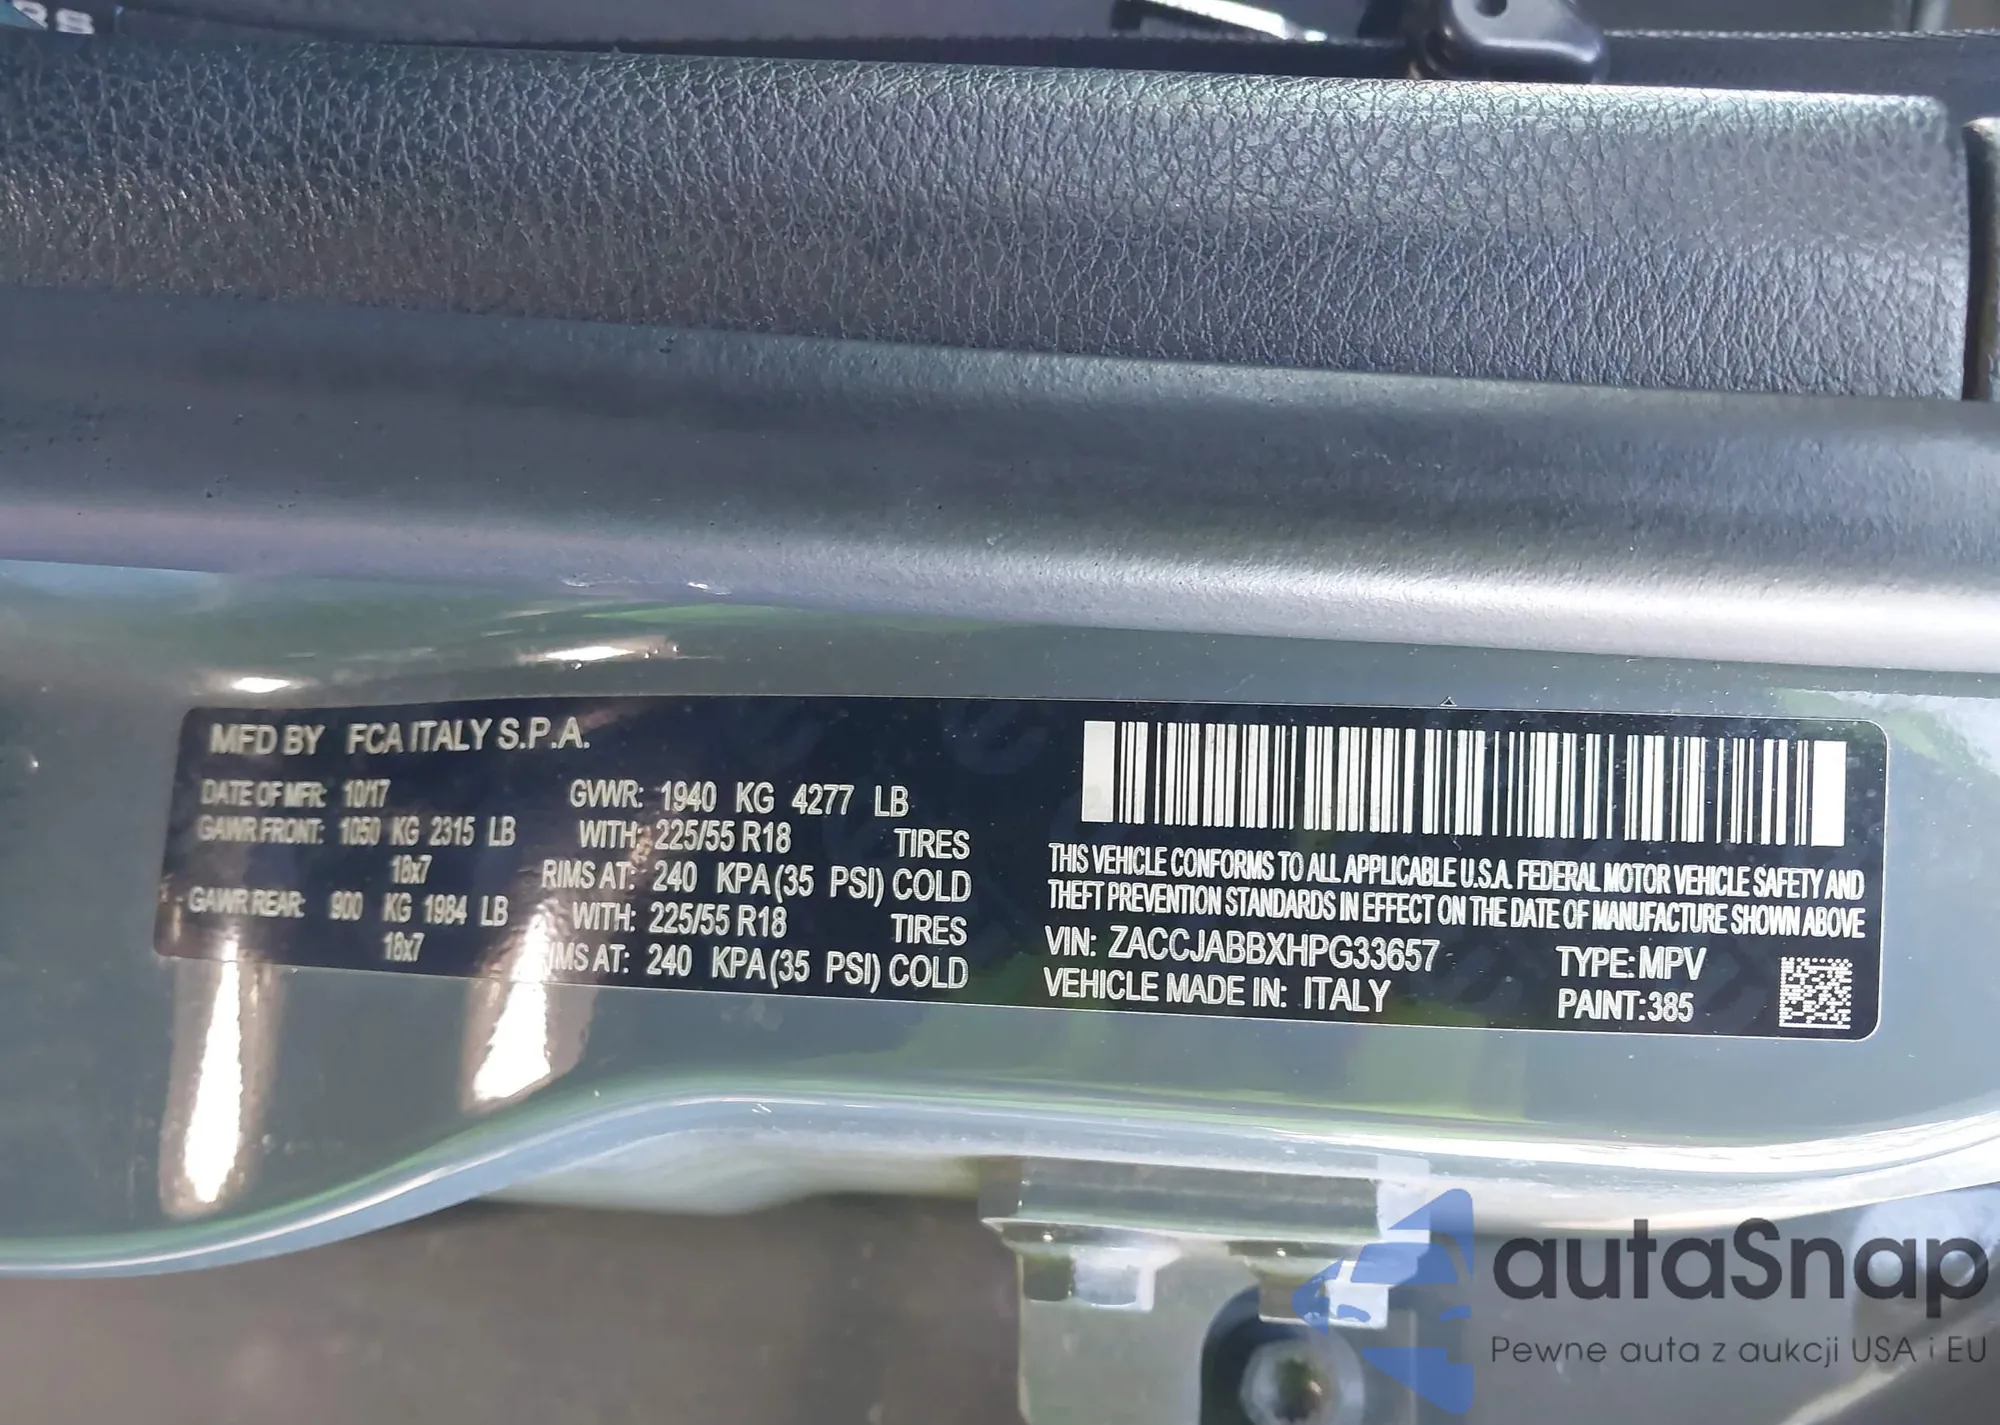 RS
MFD BY FCA ITALY S.P.A.
DATE OF MFR: 10/17 GVWR: 1940 KG 4277 LB
GAWR FRONT: 1050 KG 2315 LB WITH: 225/55 R18 TIRES
18x7 RIMS AT: 240 KPA (35 PSI) COLD
GAWR REAR: 900 KG 1984 LB WITH: 225/55 R18 TIRES
18x7 RIMS AT: 240 KPA (35 PSI) COLD
THIS VEHICLE CONFORMS TO ALL APPLICABLE U.S.A. FEDERAL MOTOR VEHICLE SAFETY AND
THEFT PREVENTION STANDARDS IN EFFECT ON THE DATE OF MANUFACTURE SHOWN ABOVE
VIN: ZACCJABBXHPG33657 TYPE: MPV
VEHICLE MADE IN: ITALY PAINT: 385
autaSnap
Pewne auta z aukcji USA i EU